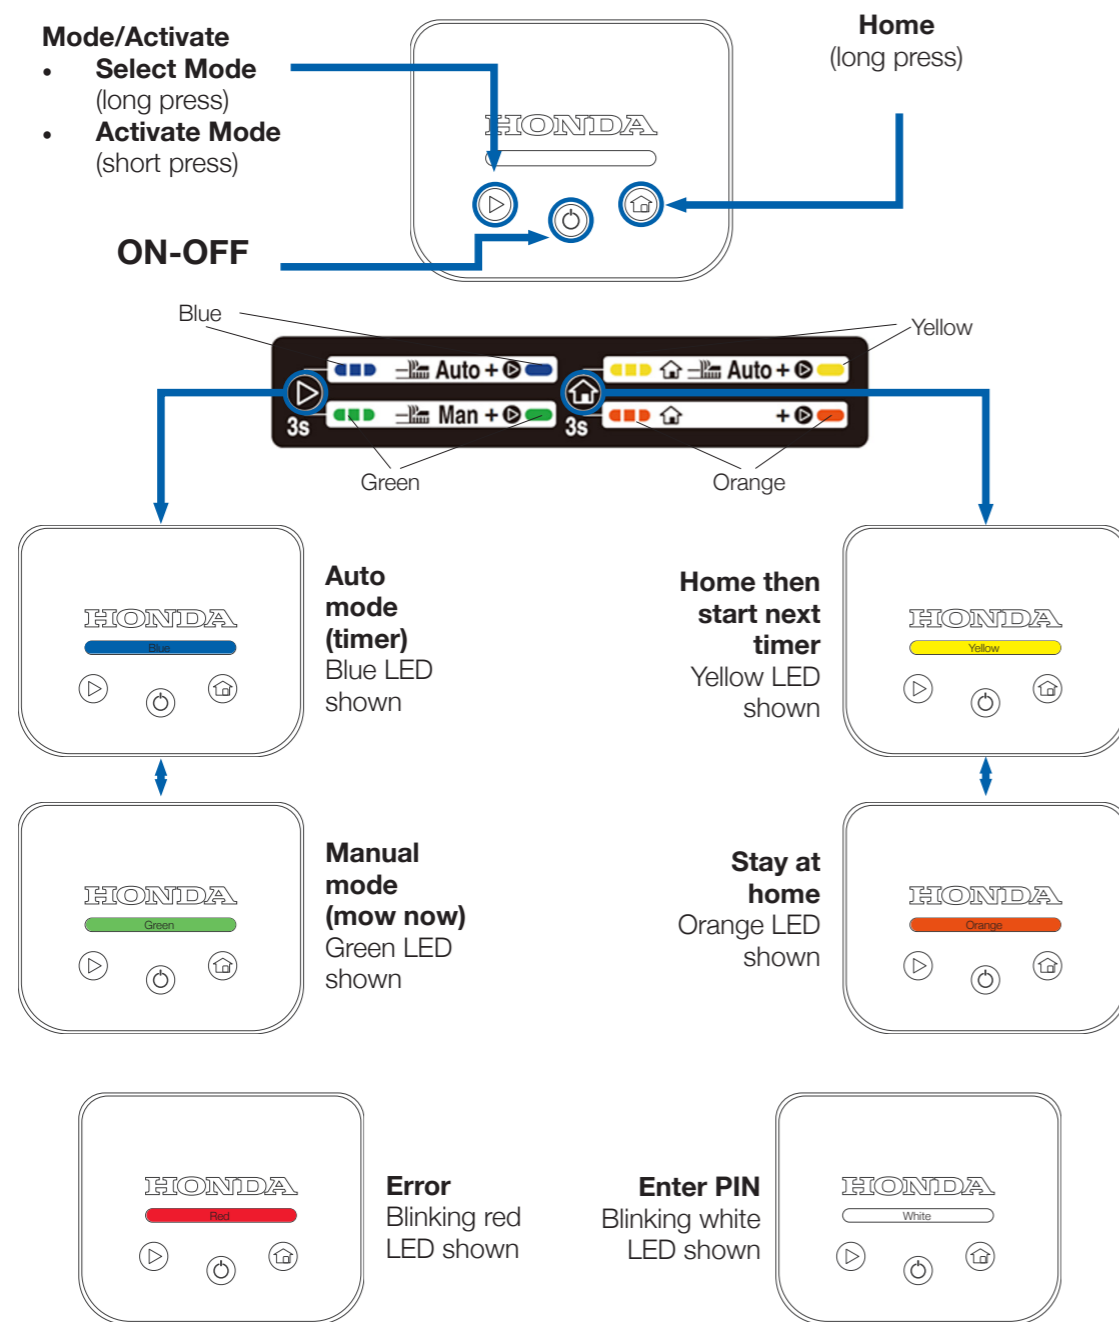 Mode/Activate
• Select Mode
(long press)
• Activate Mode
(short press)
Home
(long press)
HONDA
ON-OFF
Blue
Yellow
Auto +
Auto +
3s
Man +
3s
+
Green
Orange
HONDA
Blue
Auto
mode
(timer)
Blue LED
shown
Home then
start next
timer
Yellow LED
shown
HONDA
Yellow
HONDA
Green
Manual
mode
(mow now)
Green LED
shown
Stay at
home
Orange LED
shown
HONDA
Orange
HONDA
Red
Error
Blinking red
LED shown
Enter PIN
Blinking white
LED shown
HONDA
White